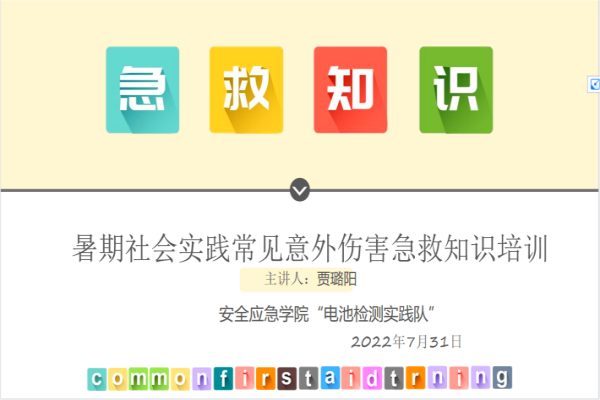 急救知识
暑期社会实践常见意外伤害急救知识培训
主讲人：贾璐阳
安全应急学院“电池检测实践队”
2022年7月31日
commonfirstaidtrning